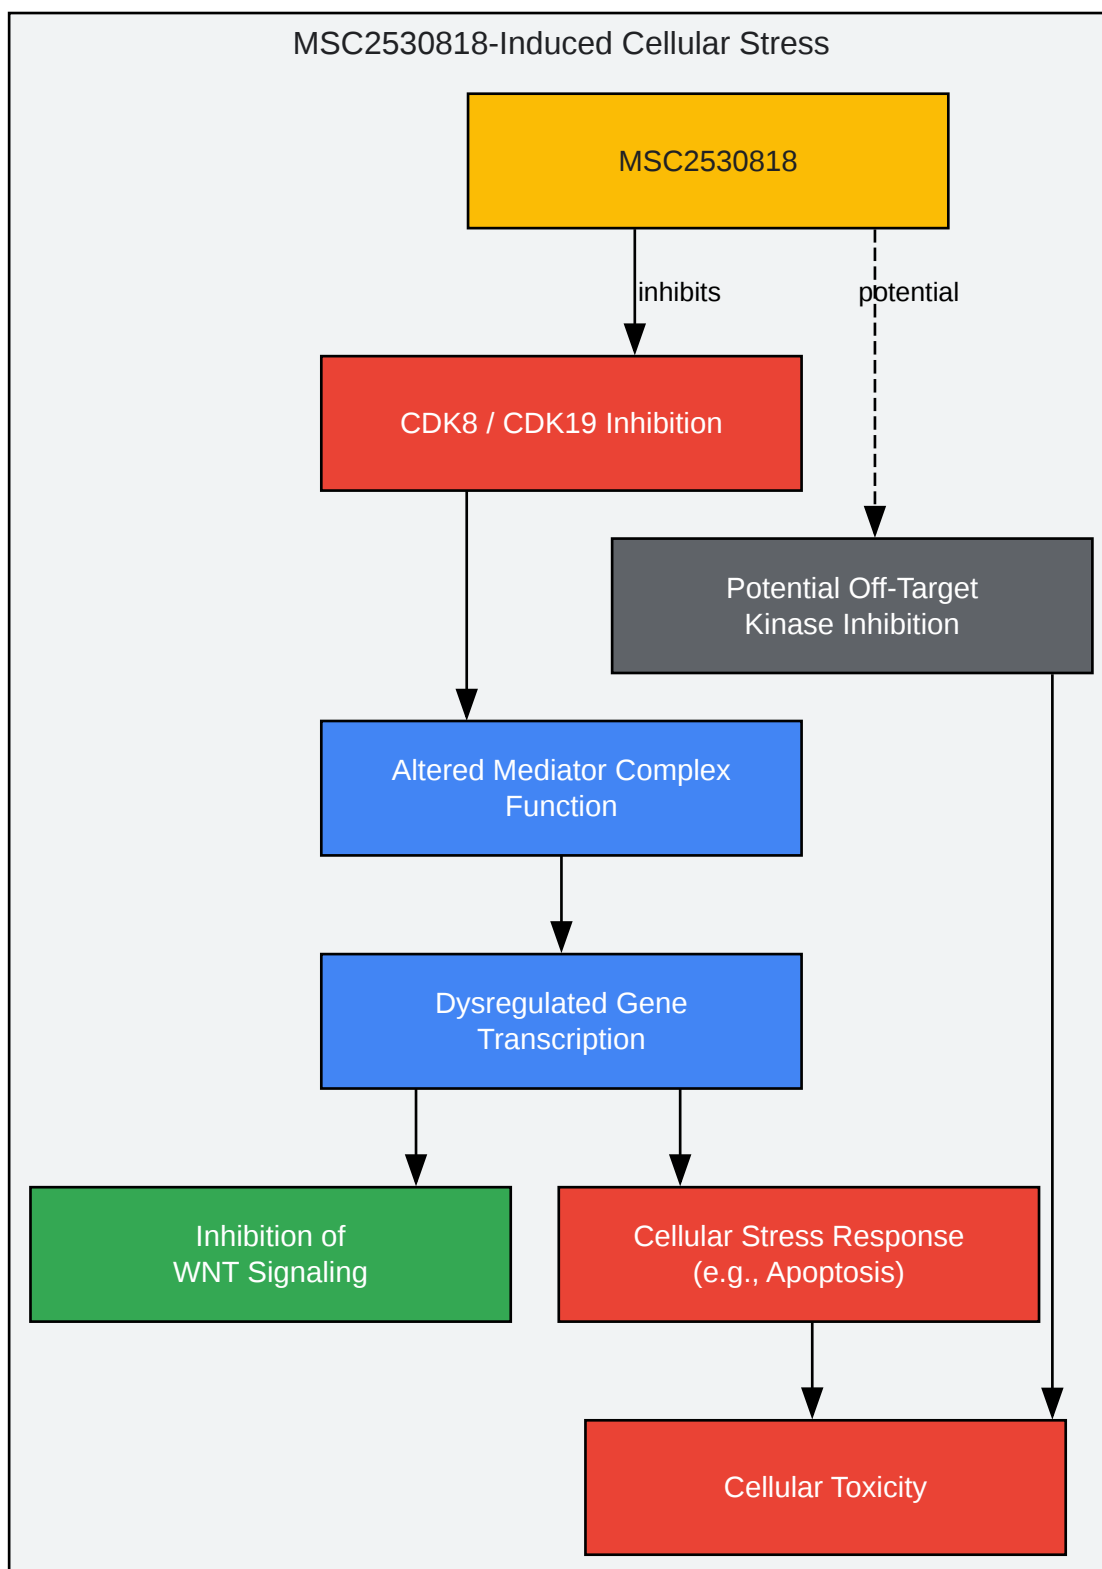 MSC2530818-Induced Cellular Stress
MSC2530818
inhibits
potential
CDK8 / CDK19 Inhibition
Potential Off-Target
Kinase Inhibition
Altered Mediator Complex
Function
Dysregulated Gene
Transcription
Inhibition of
WNT Signaling
Cellular Stress Response
(e.g., Apoptosis)
Cellular Toxicity